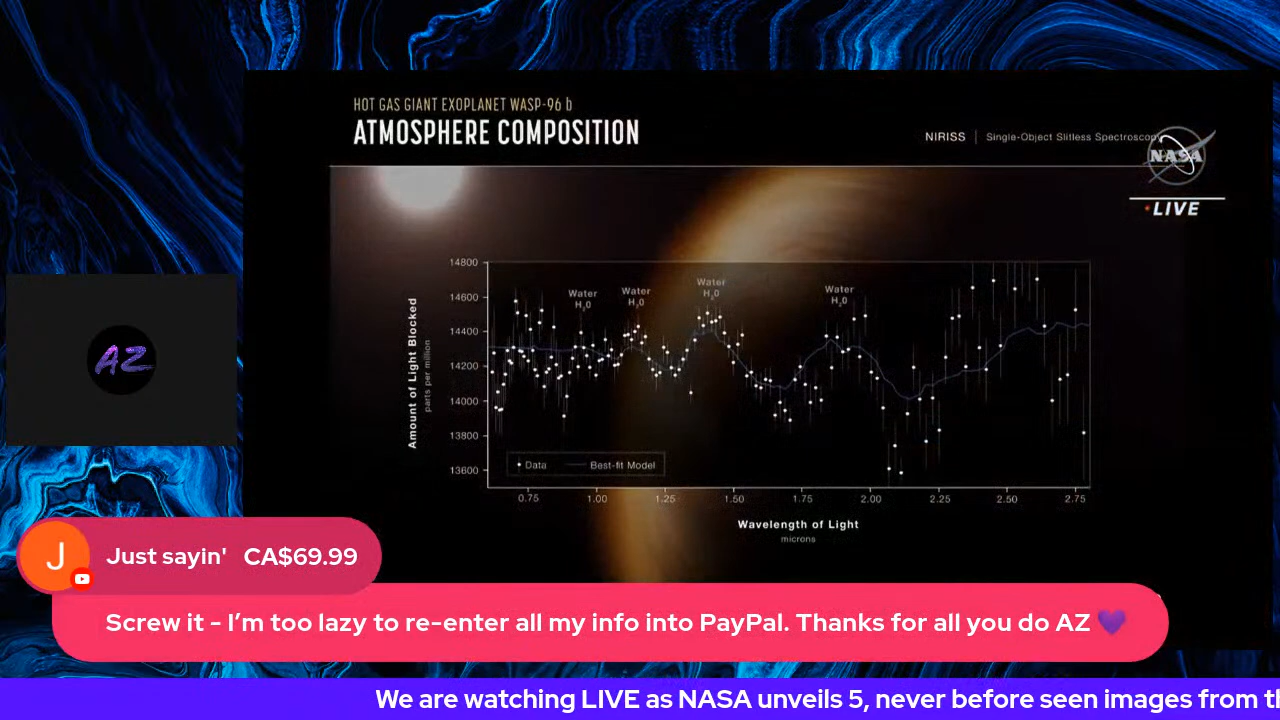 HOT GAS GIANT EXOPLANET WASP-96 b
ATMOSPHERE COMPOSITION
NIRISS | Single-Object Slitless Spectroscopy
NASA
LIVE
14800
14600
14400
14200
14000
13800
13600
Amount of Light Blocked
parts per million
Water
H₂O
Water
H₂O
Water
H₂O
Water
H₂O
Data
Best-fit Model
0.75 1.00 1.25 1.50 1.75 2.00 2.25 2.50 2.75
Wavelength of Light
microns
AZ
J
Just sayin' CA$69.99
Screw it - I’m too lazy to re-enter all my info into PayPal. Thanks for all you do AZ 💜
We are watching LIVE as NASA unveils 5, never before seen images from th